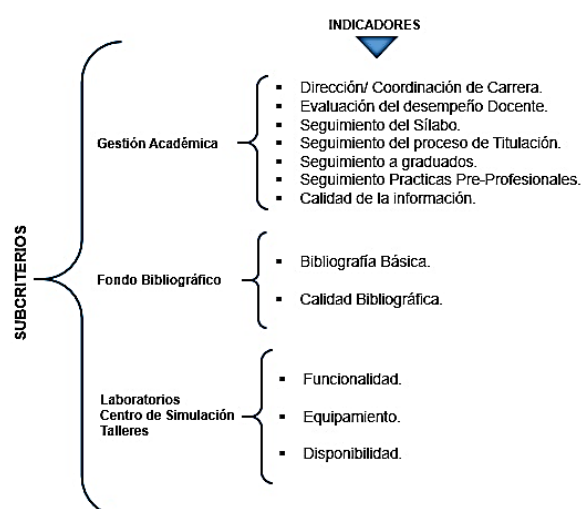 INDICADORES
SUBCRITERIOS
Gestión Académica
▪ Dirección/ Coordinación de Carrera.
▪ Evaluación del desempeño Docente.
▪ Seguimiento del Sílabo.
▪ Seguimiento del proceso de Titulación.
▪ Seguimiento a graduados.
▪ Seguimiento Practicas Pre-Profesionales.
▪ Calidad de la información.
Fondo Bibliográfico
▪ Bibliografía Básica.
▪ Calidad Bibliográfica.
Laboratorios
Centro de Simulación
Talleres
▪ Funcionalidad.
▪ Equipamiento.
▪ Disponibilidad.